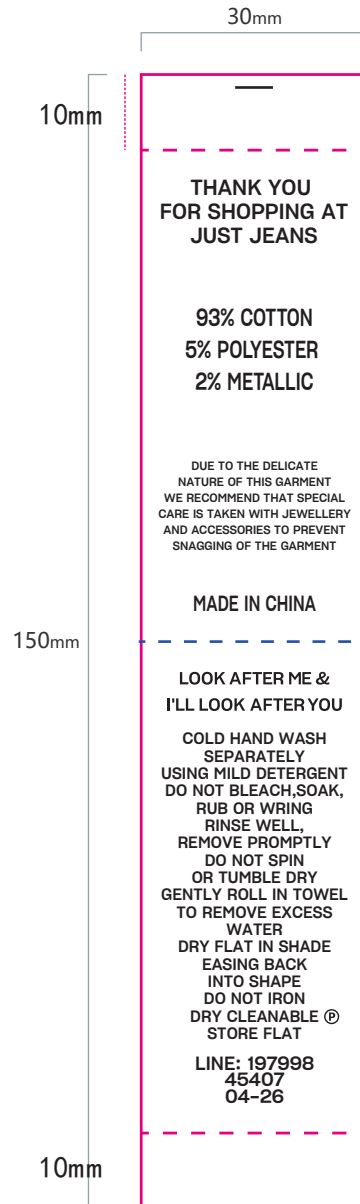 30mm
10mm
THANK YOU
FOR SHOPPING AT
JUST JEANS
93% COTTON
5% POLYESTER
2% METALLIC
DUE TO THE DELICATE
NATURE OF THIS GARMENT
WE RECOMMEND THAT SPECIAL
CARE IS TAKEN WITH JEWELLERY
AND ACCESSORIES TO PREVENT
SNAGGING OF THE GARMENT
MADE IN CHINA
150mm
LOOK AFTER ME &
I'LL LOOK AFTER YOU
COLD HAND WASH
SEPARATELY
USING MILD DETERGENT
DO NOT BLEACH,SOAK,
RUB OR WRING
RINSE WELL,
REMOVE PROMPTLY
DO NOT SPIN
OR TUMBLE DRY
GENTLY ROLL IN TOWEL
TO REMOVE EXCESS
WATER
DRY FLAT IN SHADE
EASING BACK
INTO SHAPE
DO NOT IRON
DRY CLEANABLE Ⓟ
STORE FLAT
LINE: 197998
45407
04-26
10mm